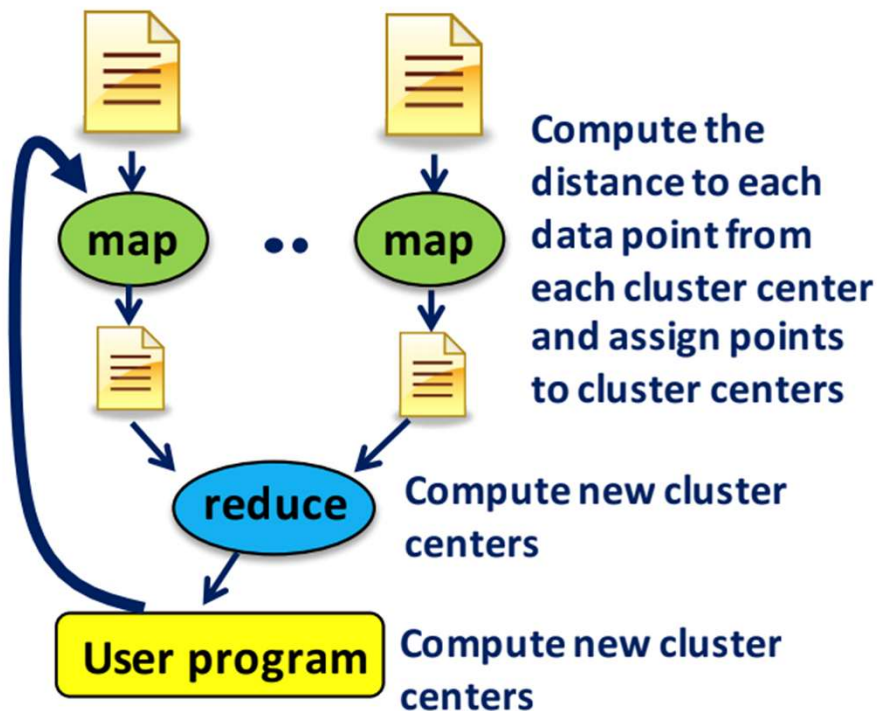 map
map
Compute the
distance to each
data point from
each cluster center
and assign points
to cluster centers
reduce
Compute new cluster
centers
User program
Compute new cluster
centers